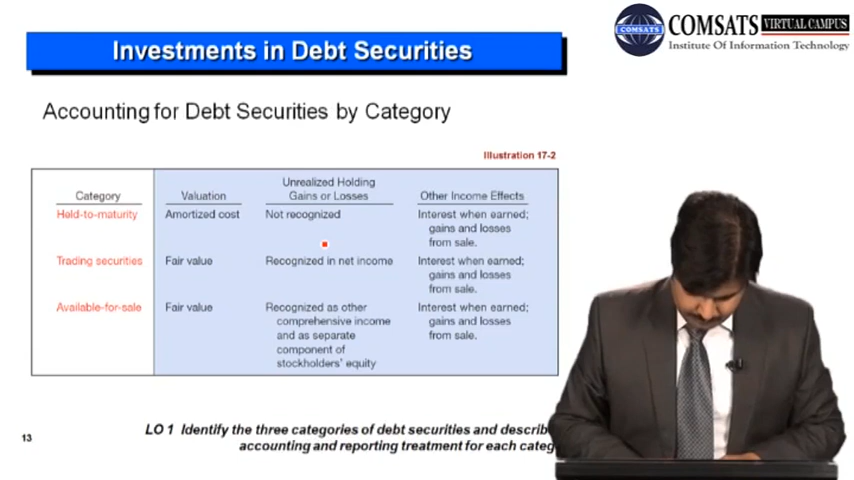 COMSATS VIRTUAL CAMPUS
Institute Of Information Technology
COMSATS
Investments in Debt Securities
Accounting for Debt Securities by Category
Illustration 17-2
Category Valuation Unrealized Holding Gains or Losses Other Income Effects
Held-to-maturity Amortized cost Not recognized Interest when earned;
gains and losses
from sale.
Trading securities Fair value Recognized in net income Interest when earned;
gains and losses
from sale.
Available-for-sale Fair value Recognized as other Interest when earned;
comprehensive income gains and losses
and as separate from sale.
component of
stockholders' equity
13
LO 1 Identify the three categories of debt securities and describ
accounting and reporting treatment for each categ